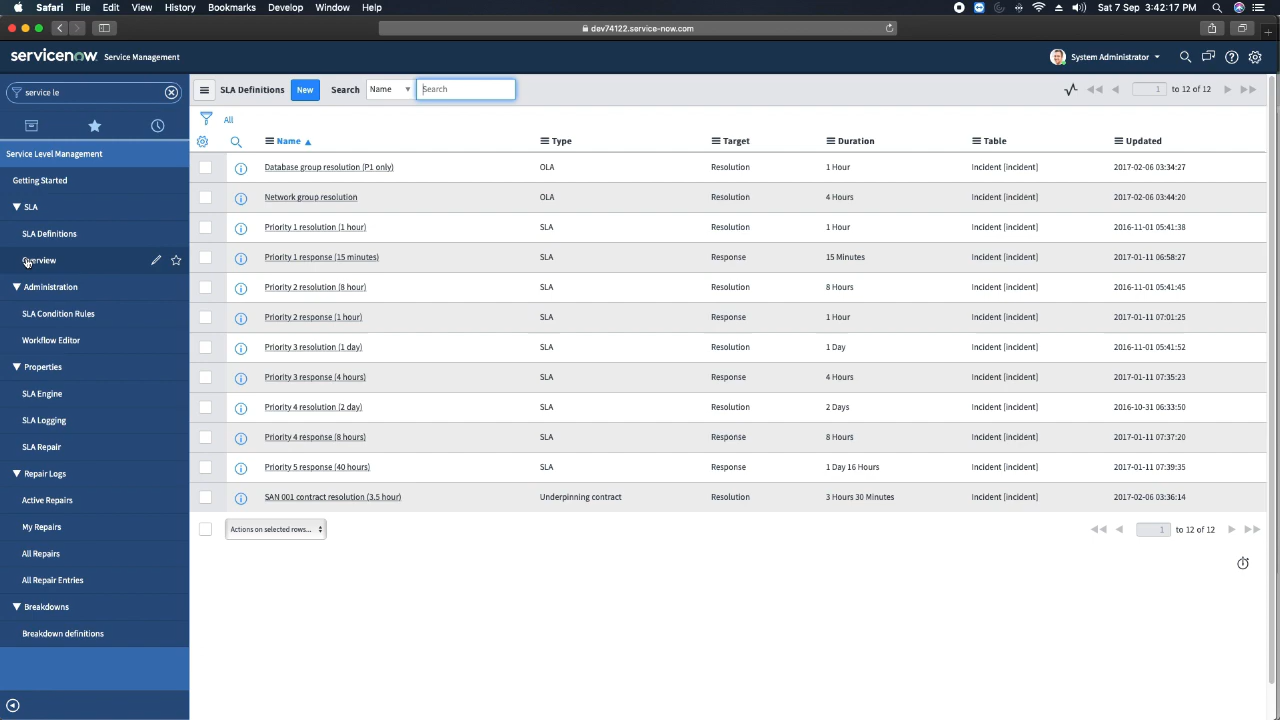 Safari File Edit View History Bookmarks Develop Window Help Sat 7 Sep 3:42:17 PM
dev74122.service-now.com
servicenow Service Management System Administrator
service le
SLA Definitions New Search Name Search 1 to 12 of 12
All
Name Type Target Duration Table Updated
Service Level Management
Getting Started
SLA
SLA Definitions
Overview
Administration
SLA Condition Rules
Workflow Editor
Properties
SLA Engine
SLA Logging
SLA Repair
Repair Logs
Active Repairs
My Repairs
All Repairs
All Repair Entries
Breakdowns
Breakdown definitions
Database group resolution (P1 only) OLA Resolution 1 Hour Incident [incident] 2017-02-06 03:34:27
Network group resolution OLA Resolution 4 Hours Incident [incident] 2017-02-06 03:44:20
Priority 1 resolution (1 hour) SLA Resolution 1 Hour Incident [incident] 2016-11-01 05:41:38
Priority 1 response (15 minutes) SLA Response 15 Minutes Incident [incident] 2017-01-11 06:58:27
Priority 2 resolution (8 hour) SLA Resolution 8 Hours Incident [incident] 2016-11-01 05:41:45
Priority 2 response (1 hour) SLA Response 1 Hour Incident [incident] 2017-01-11 07:01:25
Priority 3 resolution (1 day) SLA Resolution 1 Day Incident [incident] 2016-11-01 05:41:52
Priority 3 response (4 hours) SLA Response 4 Hours Incident [incident] 2017-01-11 07:35:23
Priority 4 resolution (2 day) SLA Resolution 2 Days Incident [incident] 2016-10-31 06:33:50
Priority 4 response (8 hours) SLA Response 8 Hours Incident [incident] 2017-01-11 07:37:20
Priority 5 response (40 hours) SLA Response 1 Day 16 Hours Incident [incident] 2017-01-11 07:39:35
SAN 001 contract resolution (3.5 hour) Underpinning contract Resolution 3 Hours 30 Minutes Incident [incident] 2017-02-06 03:36:14
Actions on selected rows... 1 to 12 of 12